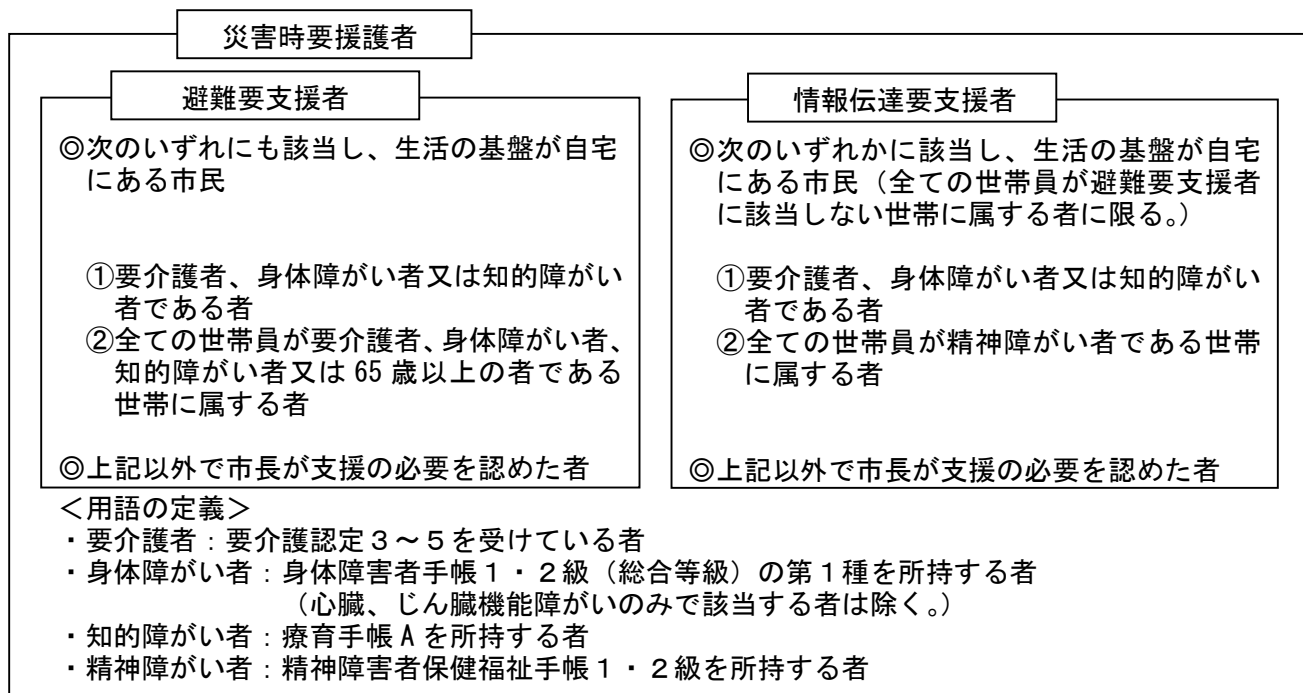 災害時要援護者
避難要支援者
◎次のいずれにも該当し、生活の基盤が自宅
にある市民
①要介護者、身体障がい者又は知的障がい
者である者
②全ての世帯員が要介護者、身体障がい者、
知的障がい者又は65歳以上の者である
世帯に属する者
◎上記以外で市長が支援の必要を認めた者
情報伝達要支援者
◎次のいずれかに該当し、生活の基盤が自宅
にある市民（全ての世帯員が避難要支援者
に該当しない世帯に属する者に限る。）
①要介護者、身体障がい者又は知的障がい
者である者
②全ての世帯員が精神障がい者である世帯
に属する者
◎上記以外で市長が支援の必要を認めた者
＜用語の定義＞
・要介護者：要介護認定３～５を受けている者
・身体障がい者：身体障害者手帳１・２級（総合等級）の第１種を所持する者
（心臓、じん臓機能障がいのみで該当する者は除く。）
・知的障がい者：療育手帳Ａを所持する者
・精神障がい者：精神障害者保健福祉手帳１・２級を所持する者